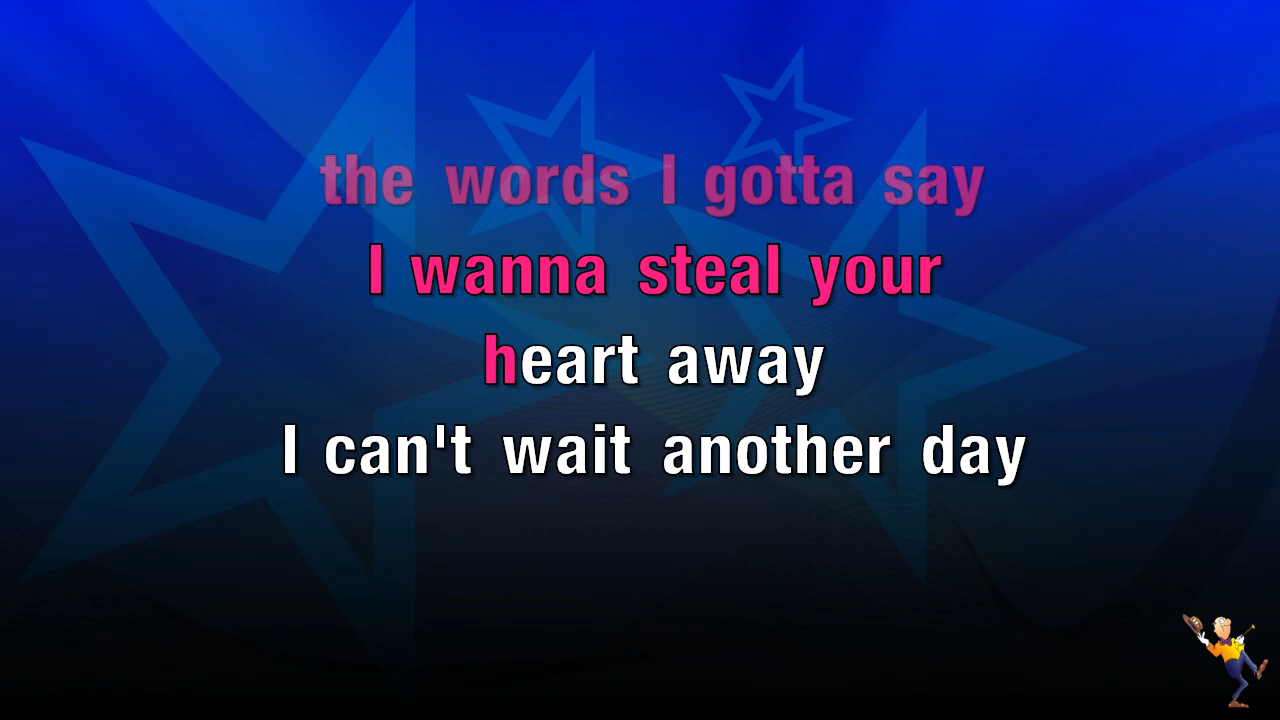 the words I gotta say
I wanna steal your
heart away
I can't wait another day